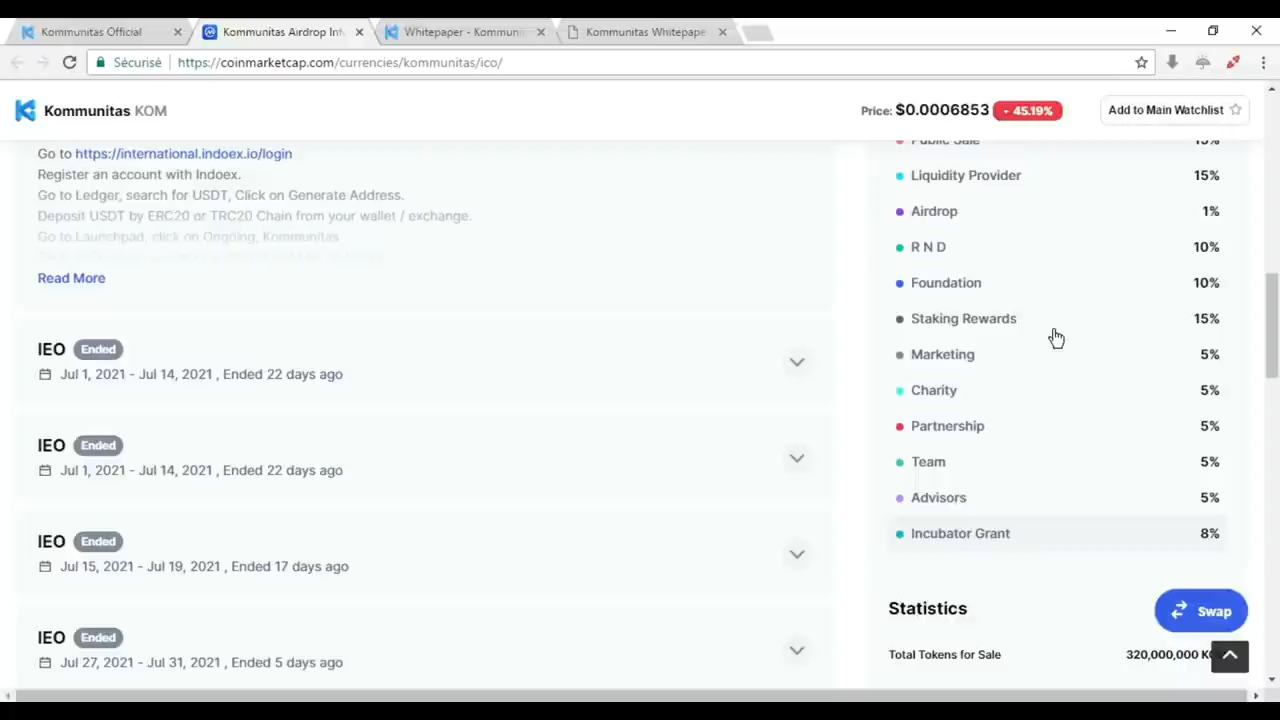 Kommunitas Official
Kommunitas Airdrop Inf
Whitepaper - Kommuni
Kommunitas Whitepape
Sécurisé
https://coinmarketcap.com/currencies/kommunitas/ico/
Kommunitas KOM
Price: $0.0006853 - 45.19%
Add to Main Watchlist
Go to https://international.indoex.io/login
Register an account with Indoex.
Go to Ledger, search for USDT, Click on Generate Address.
Deposit USDT by ERC20 or TRC20 Chain from your wallet / exchange.
Go to Launchpad, click on Ongoing, Kommunitas
Read More
IEO Ended
Jul 1, 2021 - Jul 14, 2021 , Ended 22 days ago
IEO Ended
Jul 1, 2021 - Jul 14, 2021 , Ended 22 days ago
IEO Ended
Jul 15, 2021 - Jul 19, 2021 , Ended 17 days ago
IEO Ended
Jul 27, 2021 - Jul 31, 2021 , Ended 5 days ago
Public Sale 15%
Liquidity Provider 15%
Airdrop 1%
R N D 10%
Foundation 10%
Staking Rewards 15%
Marketing 5%
Charity 5%
Partnership 5%
Team 5%
Advisors 5%
Incubator Grant 8%
Statistics
Swap
Total Tokens for Sale 320,000,000